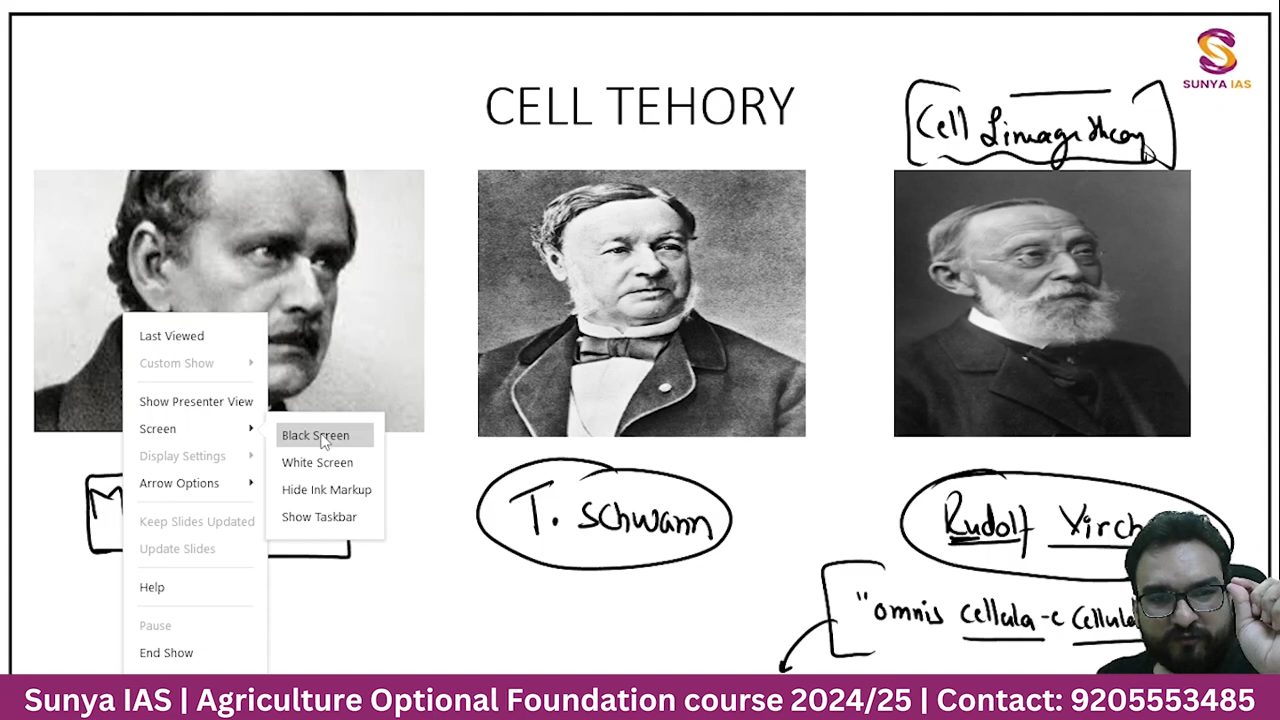 SUNYA IAS
CELL TEHORY
Cell Lineage theory
Last Viewed
Custom Show
Show Presenter View
Screen
Display Settings
Arrow Options
Keep Slides Updated
Update Slides
Help
Pause
End Show
Black Screen
White Screen
Hide Ink Markup
Show Taskbar
M
T. Schwann
Rudolf Virch
"omnis cellula-e cellula
Sunya IAS | Agriculture Optional Foundation course 2024/25 | Contact: 9205553485